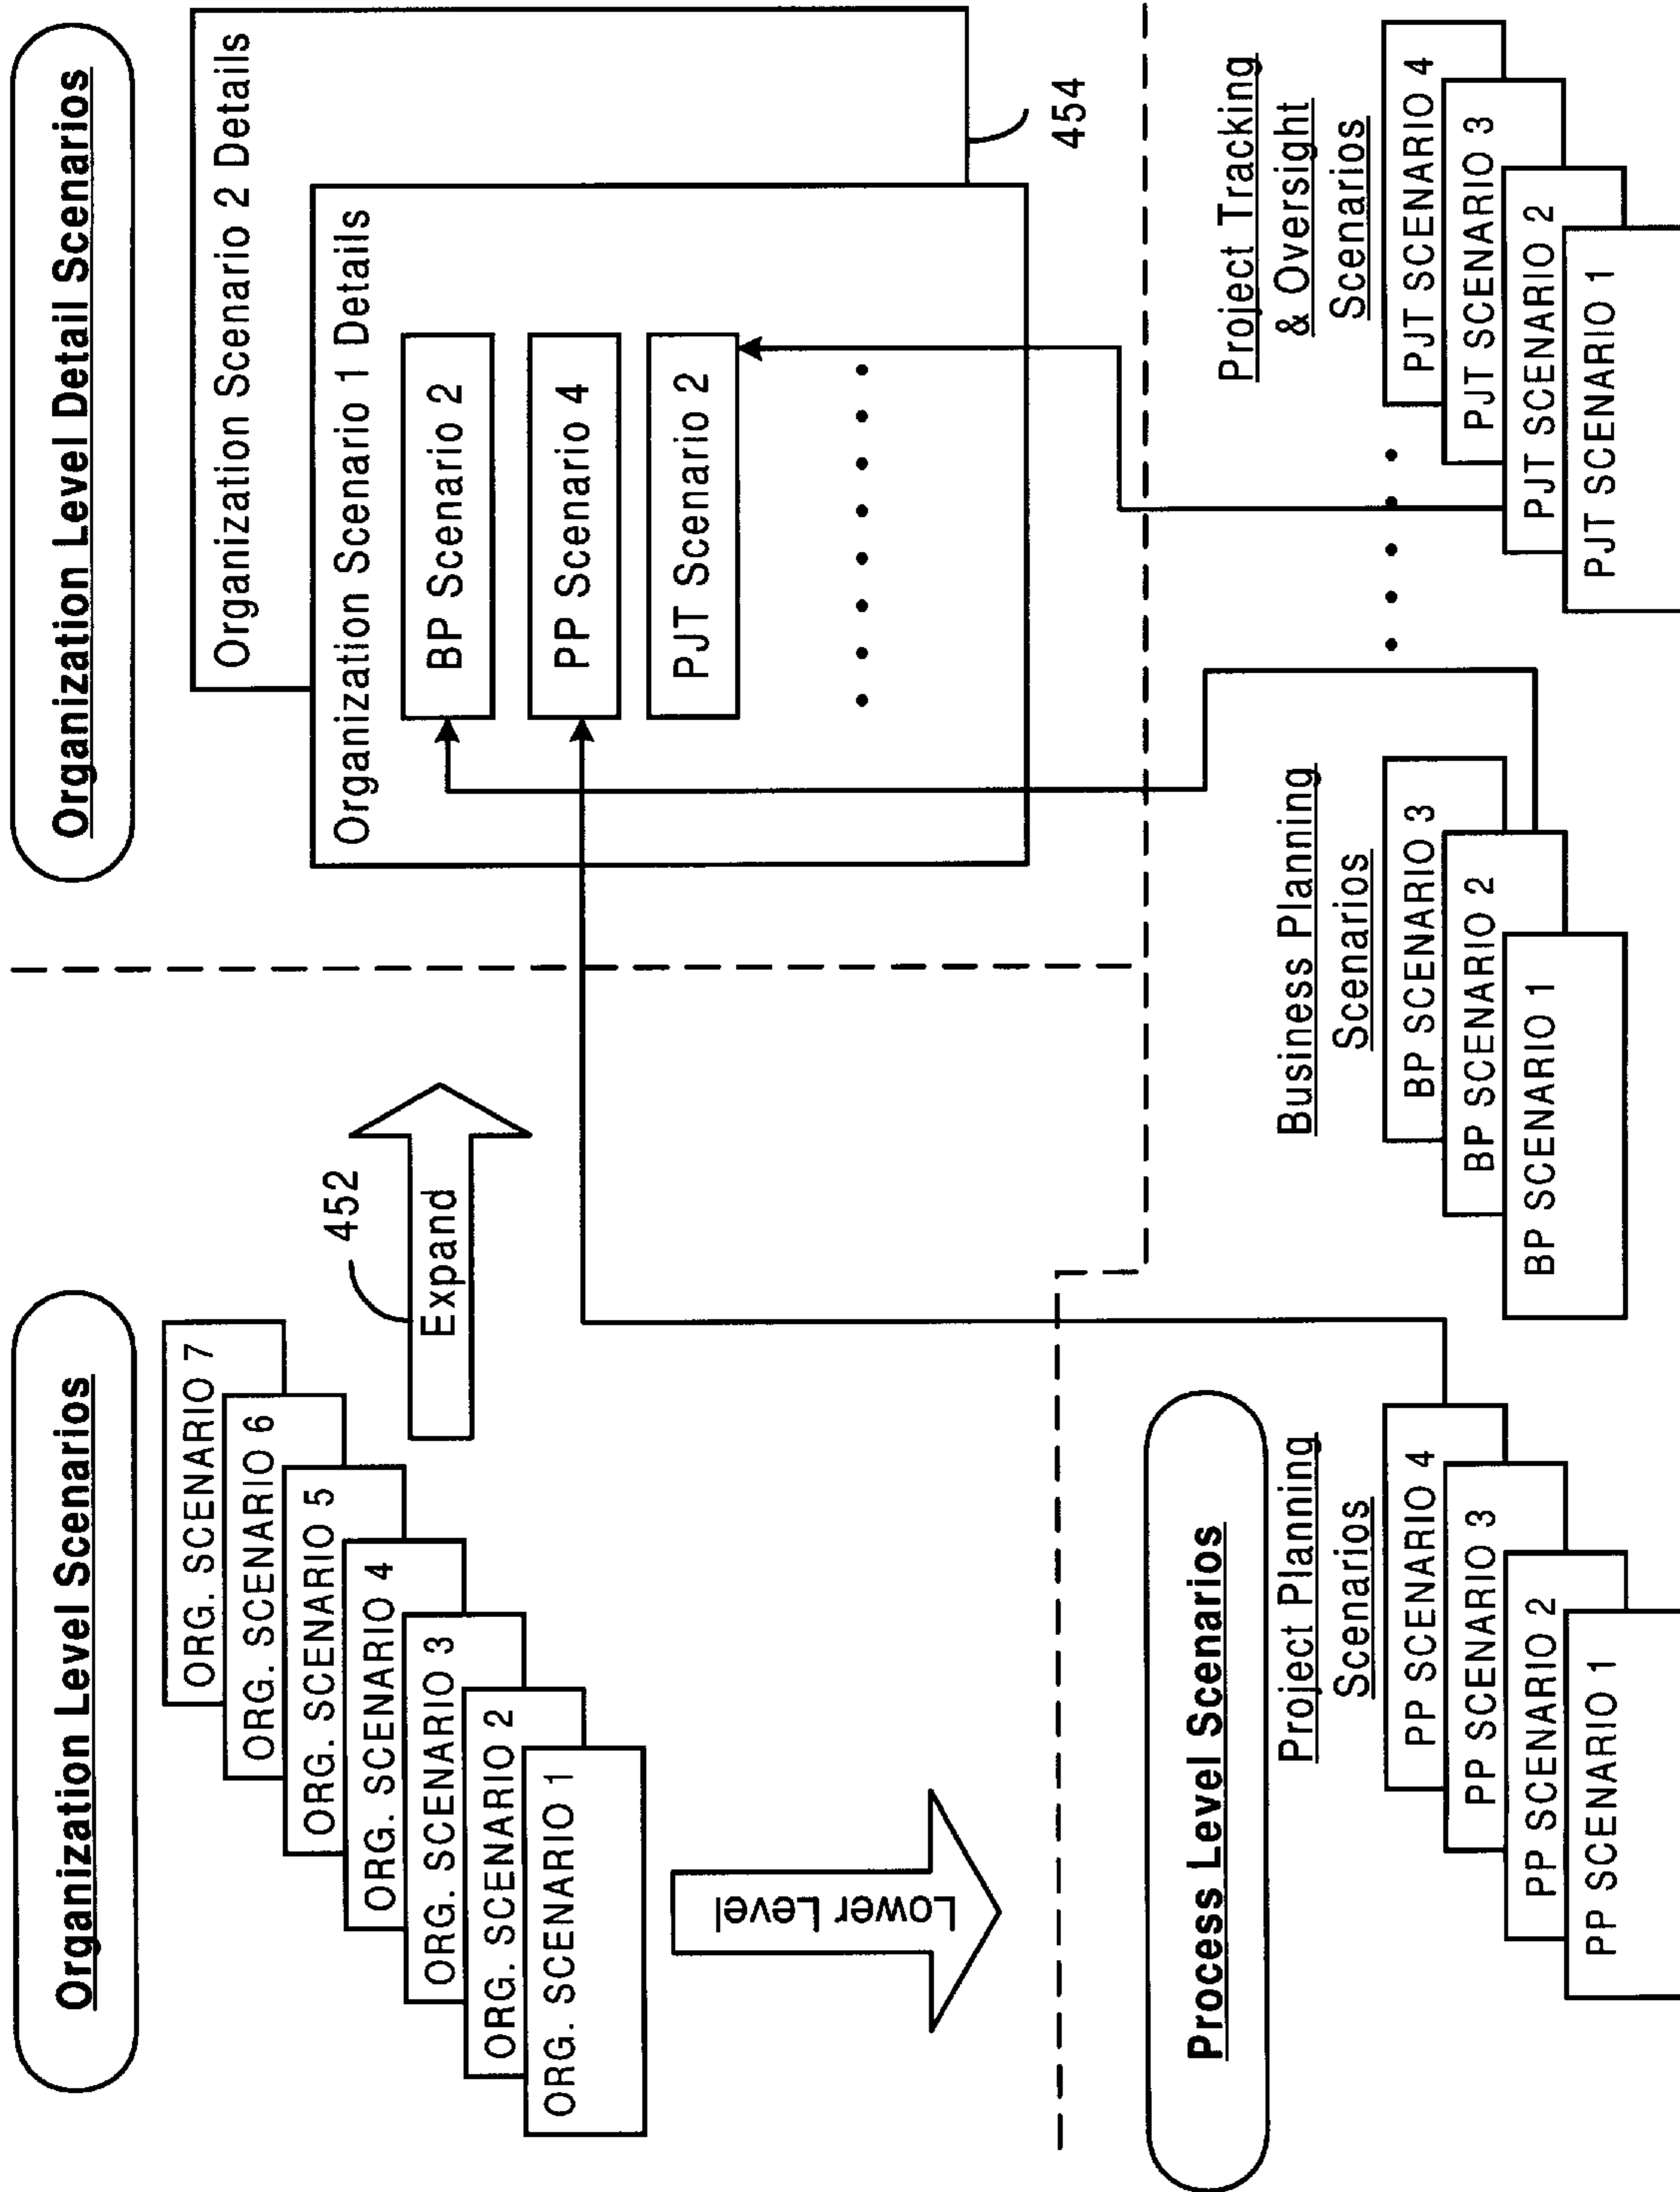 Organization Level Scenarios
ORG. SCENARIO 7
ORG. SCENARIO 6
ORG. SCENARIO 5
ORG. SCENARIO 4
ORG. SCENARIO 3
ORG. SCENARIO 2
ORG. SCENARIO 1
452
Expand
Lower Level
Organization Level Detail Scenarios
Organization Scenario 2 Details
Organization Scenario 1 Details
BP Scenario 2
PP Scenario 4
PJT Scenario 2
454
Process Level Scenarios
Project Planning
Scenarios
PP SCENARIO 4
PP SCENARIO 3
PP SCENARIO 2
PP SCENARIO 1
Business Planning
Scenarios
BP SCENARIO 3
BP SCENARIO 2
BP SCENARIO 1
Project Tracking
& Oversight
Scenarios
PJT SCENARIO 4
PJT SCENARIO 3
PJT SCENARIO 2
PJT SCENARIO 1